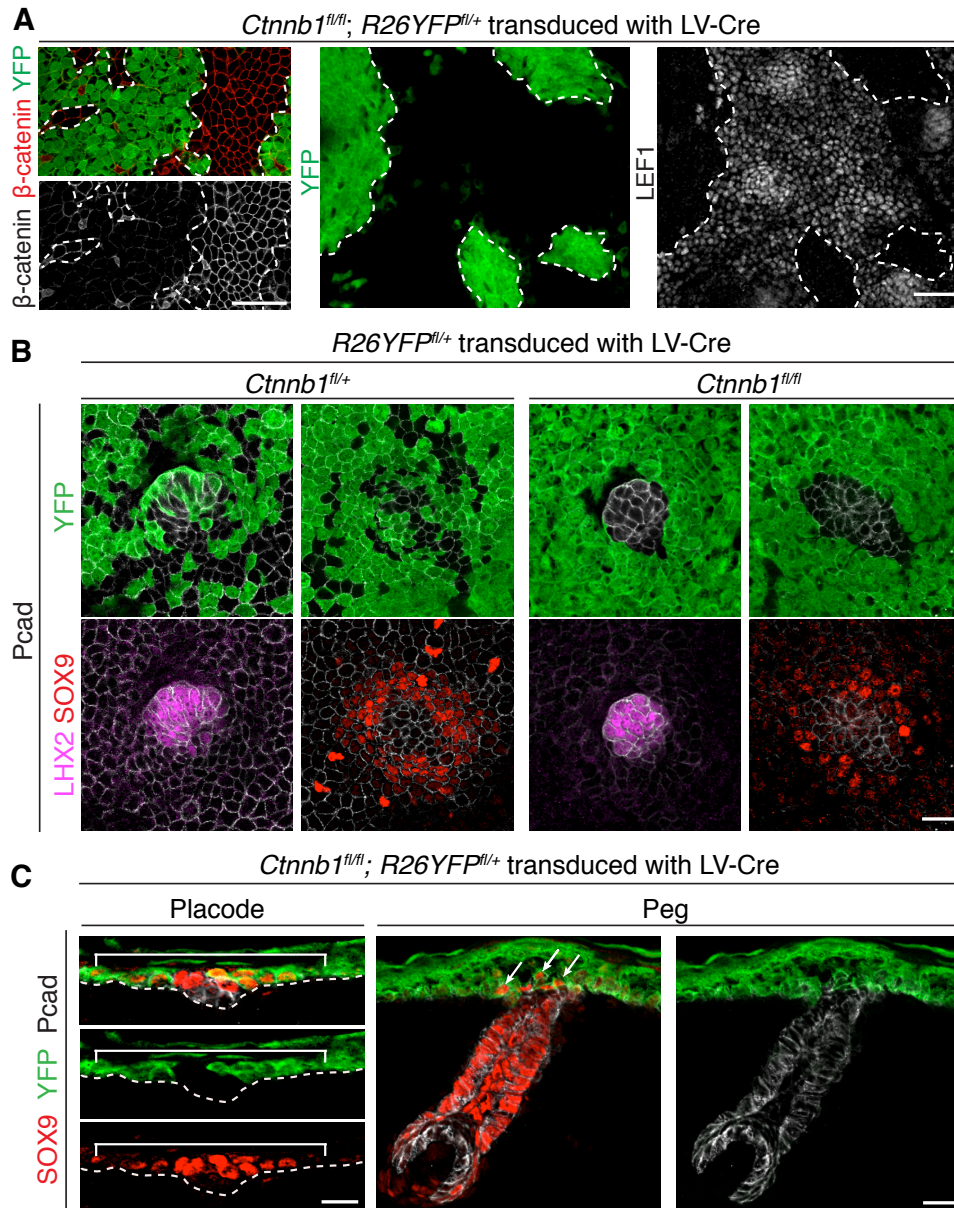 A
Ctnnb1fl/fl; R26YFPfl/+ transduced with LV-Cre
β-catenin β-catenin YFP
YFP
LEF1
B
R26YFPfl/+ transduced with LV-Cre
Ctnnb1fl/+
Ctnnb1fl/fl
Pcad
YFP
LHX2 SOX9
C
Ctnnb1fl/fl; R26YFPfl/+ transduced with LV-Cre
Placode
Peg
SOX9 YFP Pcad